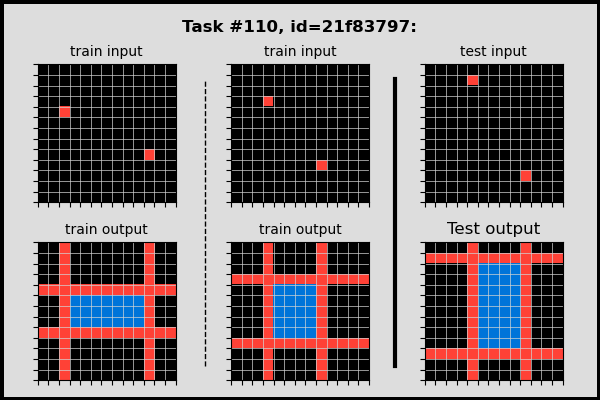 Task #110, id=21f83797:
train input
train input
test input
train output
train output
Test output